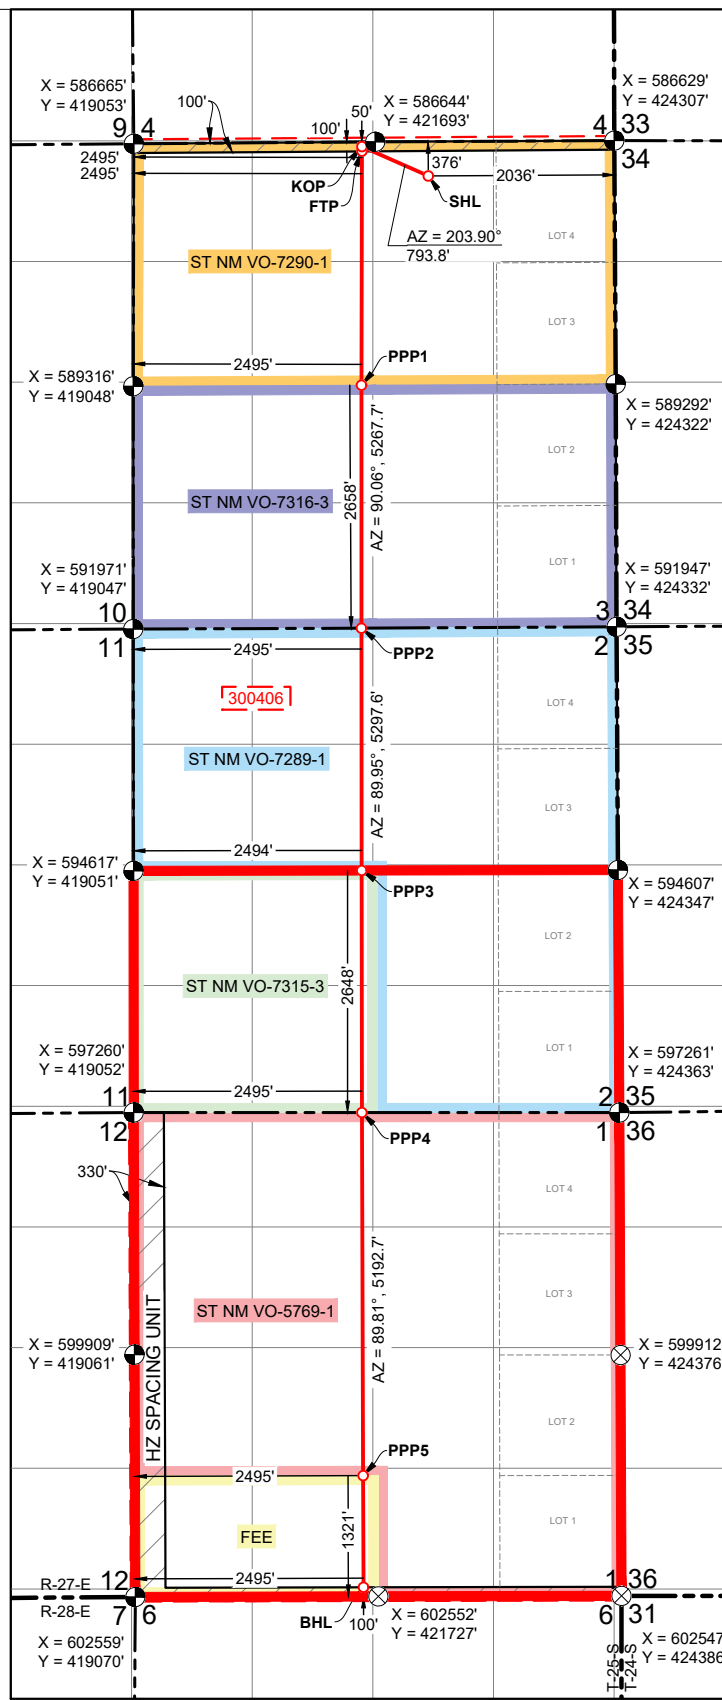 X = 586665'
Y = 419053'
100'
100'
50'
X = 586644'
Y = 421693'
X = 586629'
Y = 424307'
9 4
4 33
34
2495'
2495'
KOP
FTP
376'
2036'
SHL
AZ = 203.90°
793.8'
LOT 4
ST NM VO-7290-1
LOT 3
2495'
PPP1
X = 589316'
Y = 419048'
X = 589292'
Y = 424322'
LOT 2
ST NM VO-7316-3
2658'
AZ = 90.06°, 5267.7'
LOT 1
X = 591971'
Y = 419047'
X = 591947'
Y = 424332'
10
11
3 34
2 35
2495'
PPP2
300406
LOT 4
ST NM VO-7289-1
AZ = 89.95°, 5297.6'
LOT 3
2494'
X = 594617'
Y = 419051'
PPP3
X = 594607'
Y = 424347'
LOT 2
ST NM VO-7315-3
2648'
LOT 1
X = 597260'
Y = 419052'
X = 597261'
Y = 424363'
11
12
2495'
2 35
1 36
PPP4
330'
LOT 4
LOT 3
ST NM VO-5769-1
AZ = 89.81°, 5192.7'
HZ SPACING UNIT
X = 599909'
Y = 419061'
X = 599912
Y = 424376
LOT 2
PPP5
2495'
1321'
FEE
LOT 1
2495'
R-27-E
R-28-E
12
7 6
1 36
6 31
BHL
100'
X = 602552'
Y = 421727'
X = 602559'
Y = 419070'
T-25-S
T-24-S
X = 602547
Y = 424386